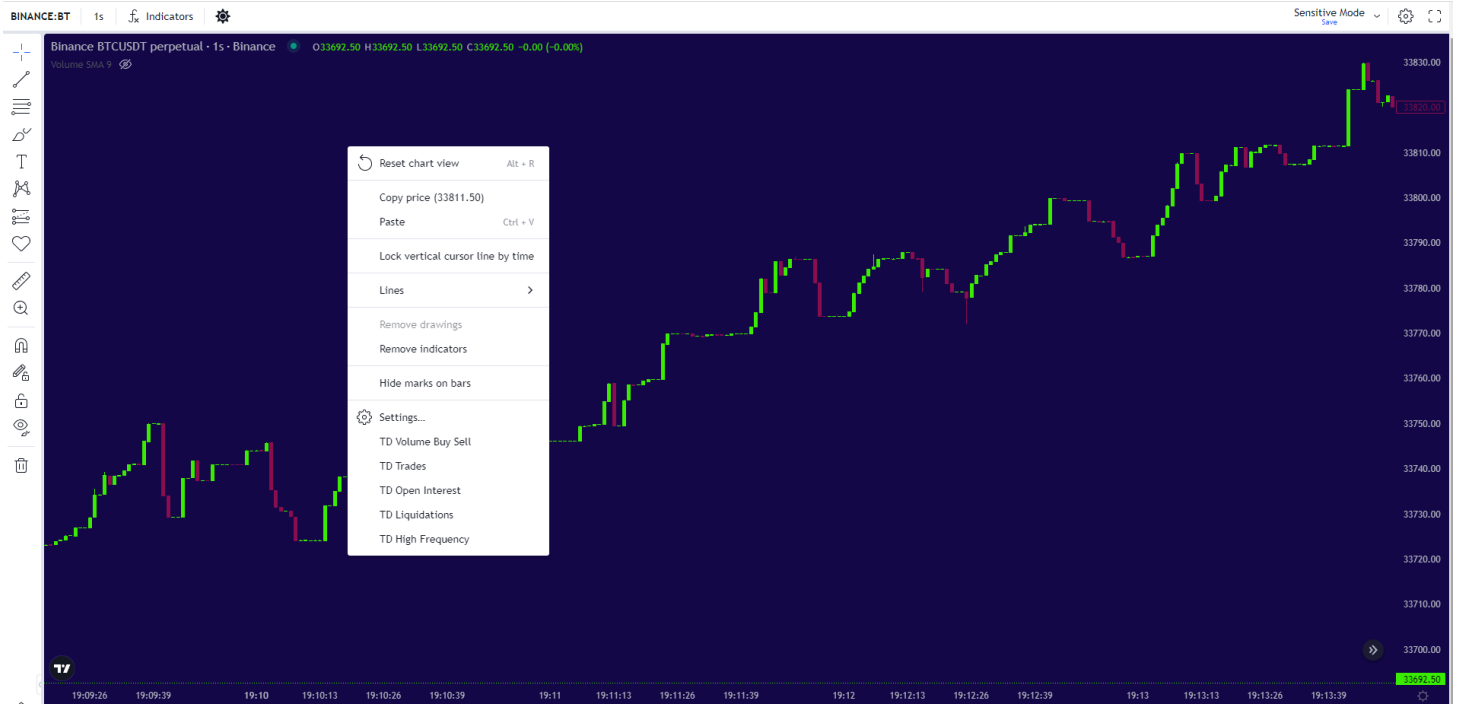 BINANCE:BT 1s fx Indicators Sensitive Mode
Save
Binance BTCUSDT perpetual · 1s · Binance O33692.50 H33692.50 L33692.50 C33692.50 −0.00 (−0.00%)
Volume SMA 9
33830.00
33820.00
33810.00
33800.00
33790.00
33780.00
33770.00
33760.00
33750.00
33740.00
33730.00
33720.00
33710.00
33700.00
33692.50
Reset chart view Alt + R
Copy price (33811.50)
Paste Ctrl + V
Lock vertical cursor line by time
Lines
Remove drawings
Remove indicators
Hide marks on bars
Settings...
TD Volume Buy Sell
TD Trades
TD Open Interest
TD Liquidations
TD High Frequency
19:09:26 19:09:39 19:10 19:10:13 19:10:26 19:10:39 19:11 19:11:13 19:11:26 19:11:39 19:12 19:12:13 19:12:26 19:12:39 19:13 19:13:13 19:13:26 19:13:39